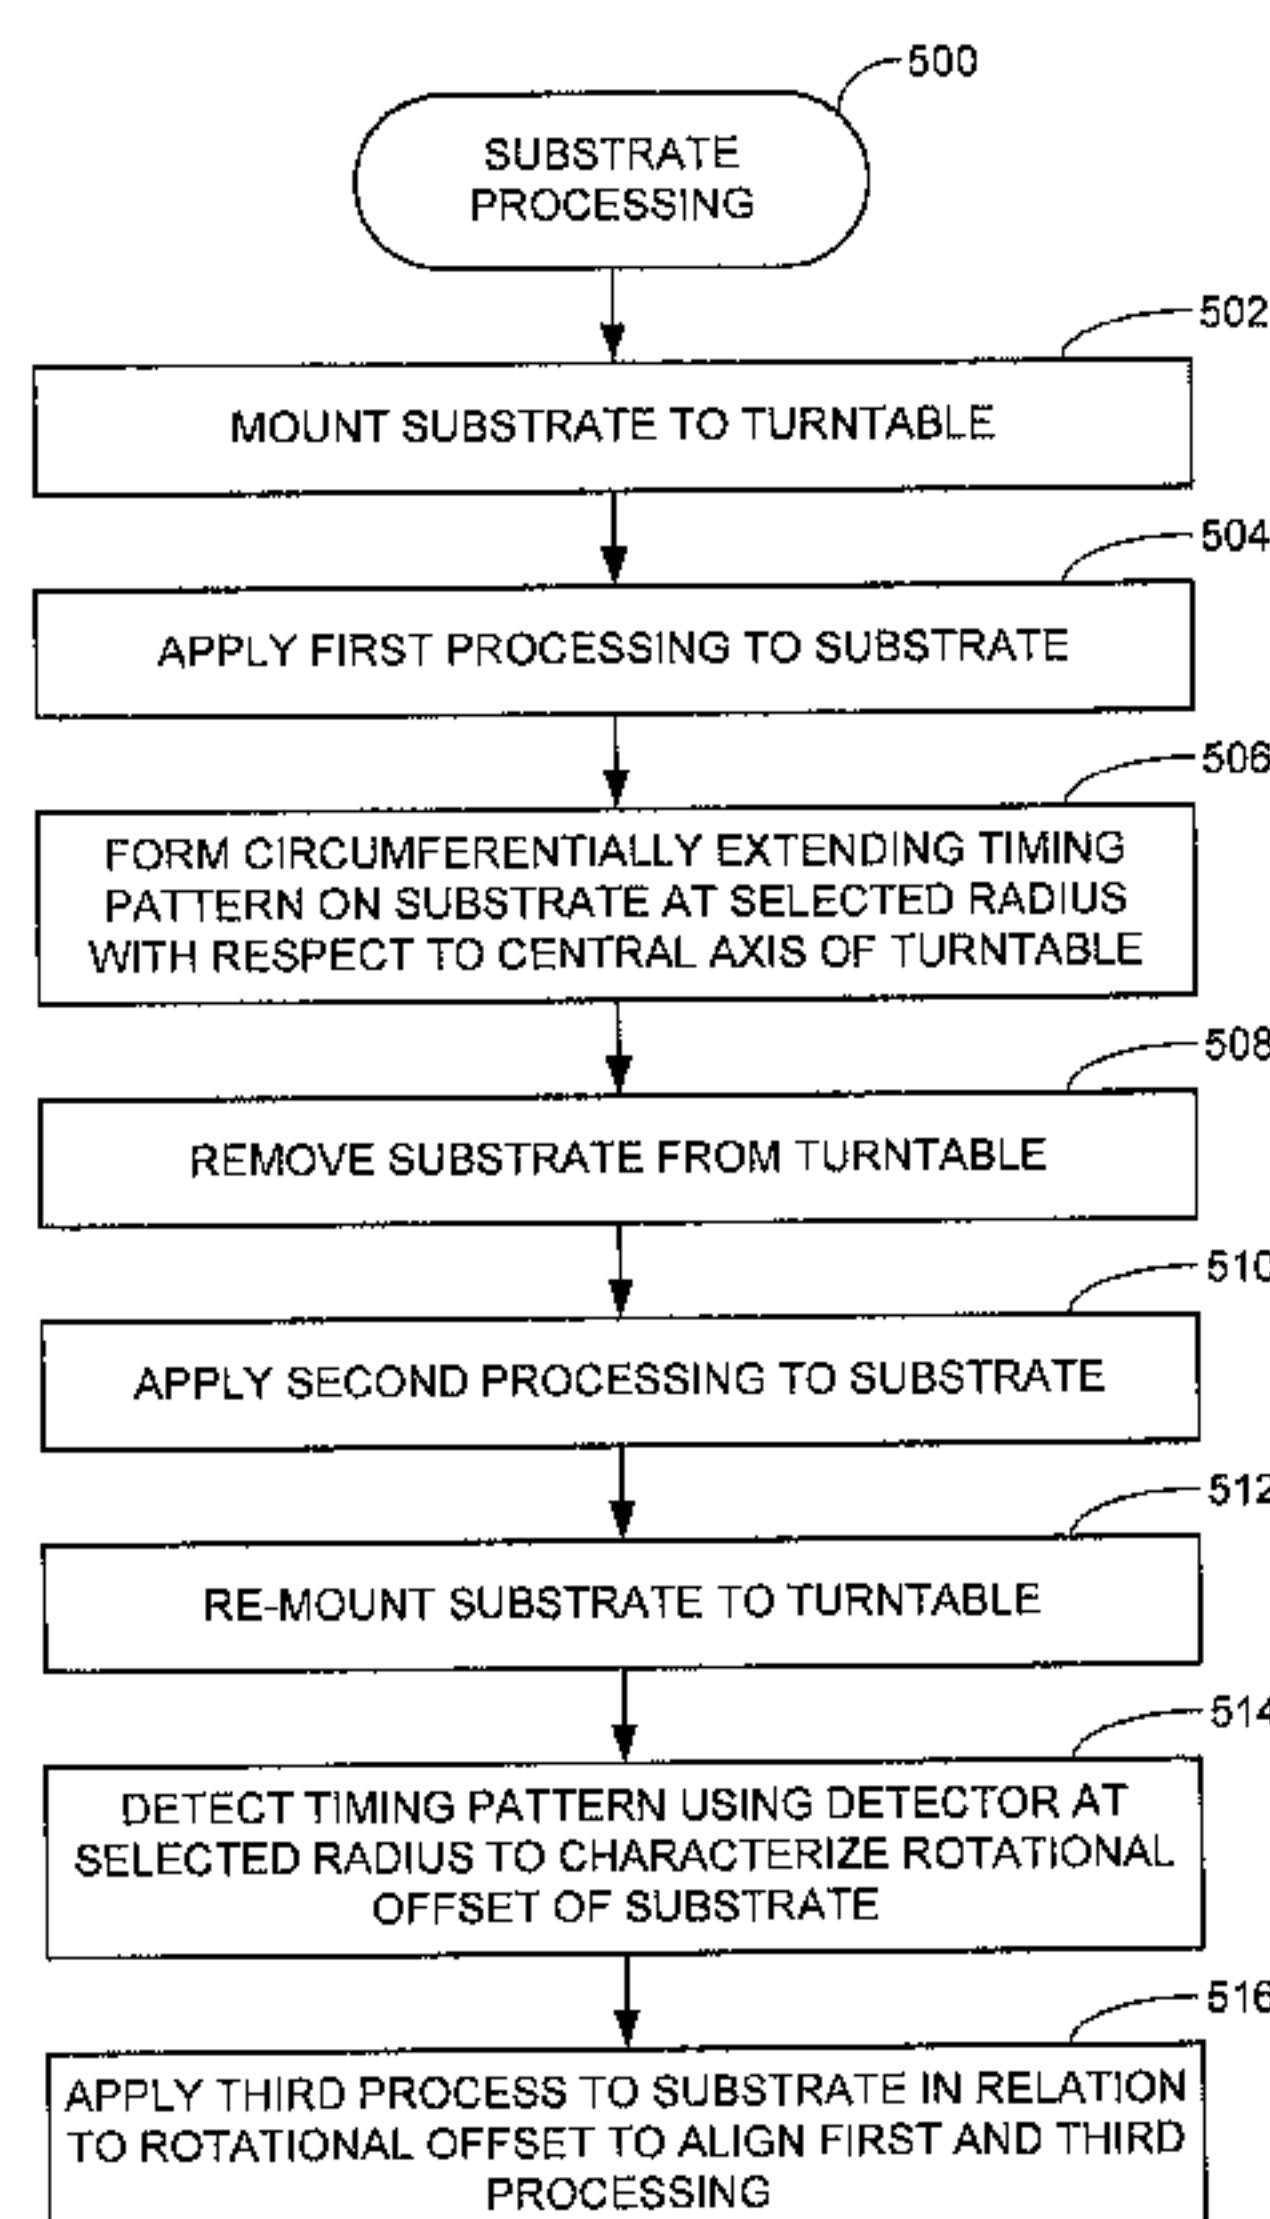 500
SUBSTRATE
PROCESSING
502
MOUNT SUBSTRATE TO TURNTABLE
504
APPLY FIRST PROCESSING TO SUBSTRATE
506
FORM CIRCUMFERENTIALLY EXTENDING TIMING
PATTERN ON SUBSTRATE AT SELECTED RADIUS
WITH RESPECT TO CENTRAL AXIS OF TURNTABLE
508
REMOVE SUBSTRATE FROM TURNTABLE
510
APPLY SECOND PROCESSING TO SUBSTRATE
512
RE-MOUNT SUBSTRATE TO TURNTABLE
514
DETECT TIMING PATTERN USING DETECTOR AT
SELECTED RADIUS TO CHARACTERIZE ROTATIONAL
OFFSET OF SUBSTRATE
516
APPLY THIRD PROCESS TO SUBSTRATE IN RELATION
TO ROTATIONAL OFFSET TO ALIGN FIRST AND THIRD
PROCESSING